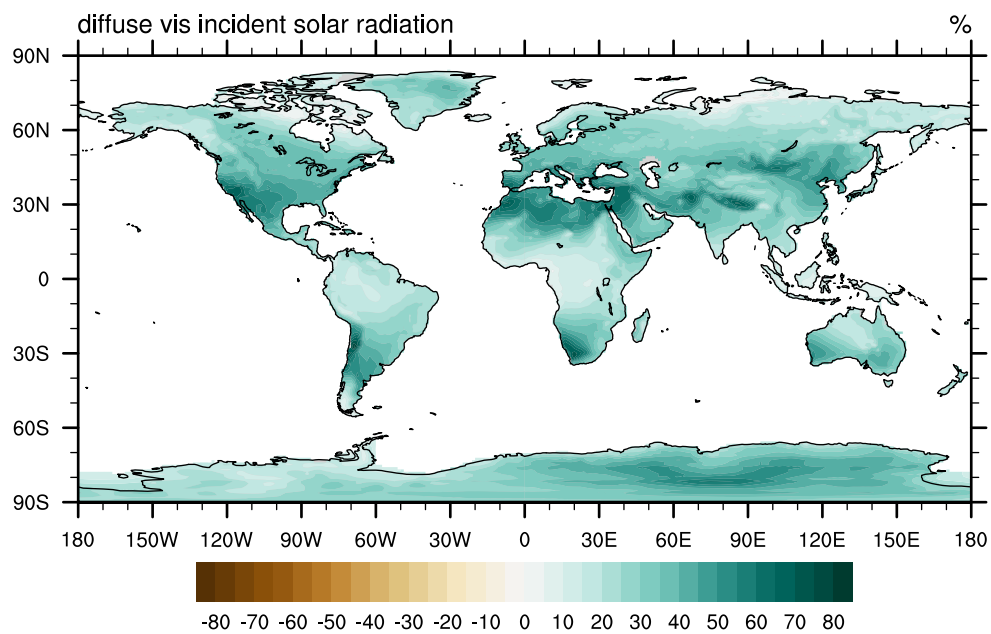 diffuse vis incident solar radiation %
90N
60N
30N
0
30S
60S
90S
180 150W 120W 90W 60W 30W 0 30E 60E 90E 120E 150E 180
-80 -70 -60 -50 -40 -30 -20 -10 0 10 20 30 40 50 60 70 80